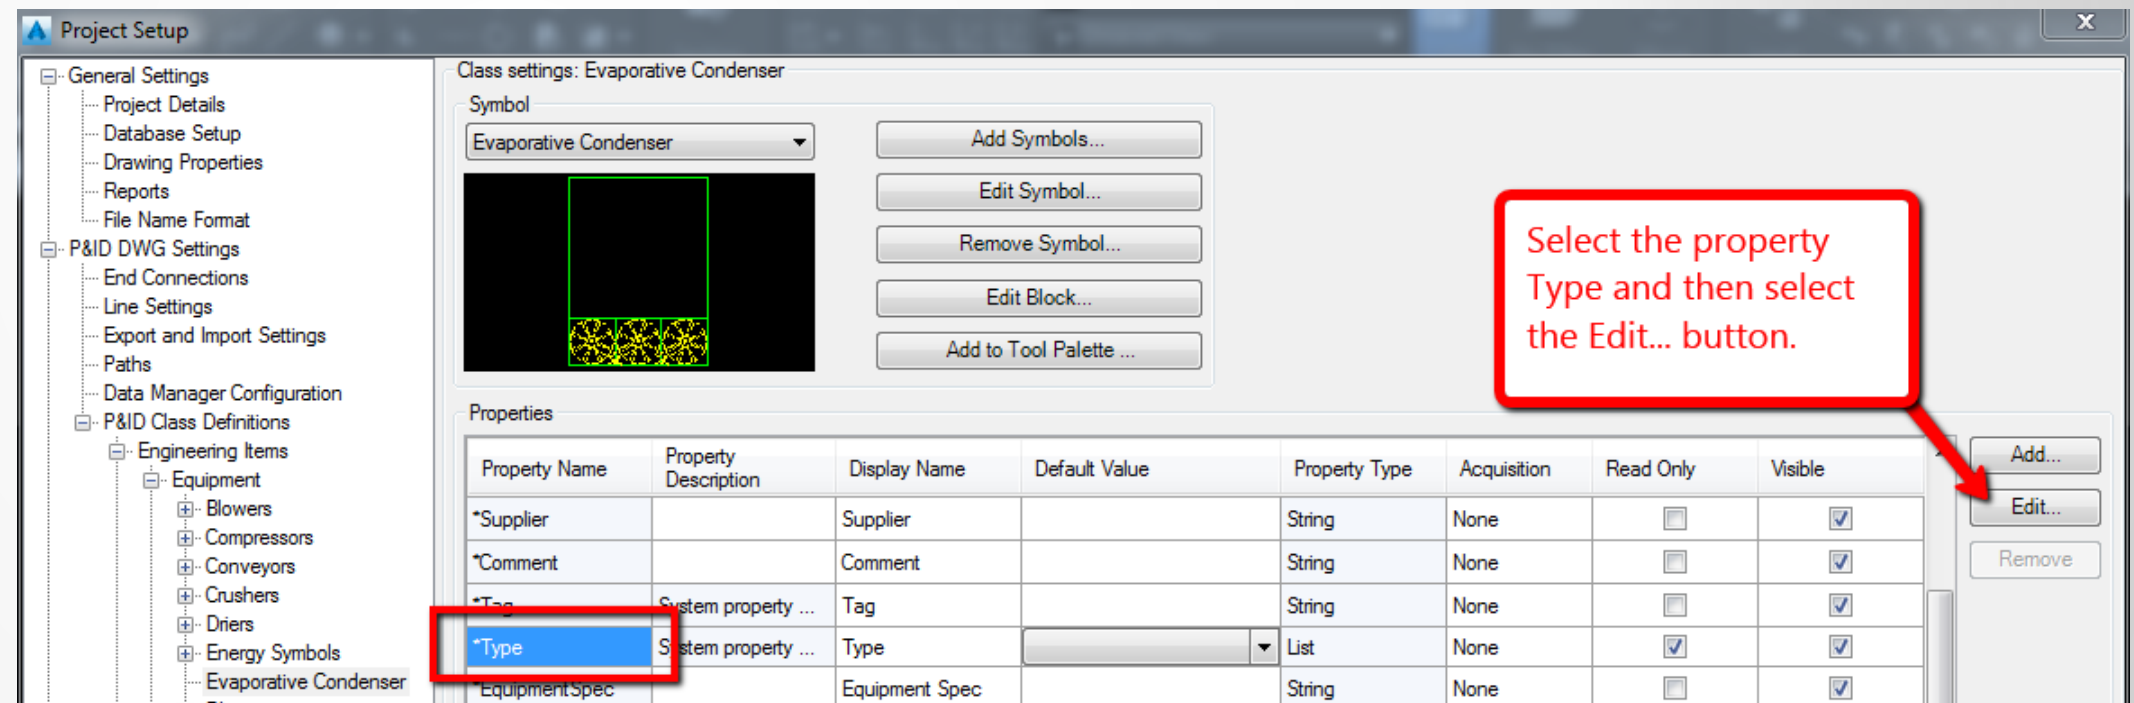 Project Setup
X
General Settings
Project Details
Database Setup
Drawing Properties
Reports
File Name Format
P&ID DWG Settings
End Connections
Line Settings
Export and Import Settings
Paths
Data Manager Configuration
P&ID Class Definitions
Engineering Items
Equipment
Blowers
Compressors
Conveyors
Crushers
Driers
Energy Symbols
Evaporative Condenser
Class settings: Evaporative Condenser
Symbol
Evaporative Condenser
Add Symbols...
Edit Symbol...
Remove Symbol...
Edit Block...
Add to Tool Palette ...
Select the property
Type and then select
the Edit... button.
Properties
Property Name Property Description Display Name Default Value Property Type Acquisition Read Only Visible
*Supplier Supplier String None
*Comment Comment String None
*Tag System property ... Tag String None
*Type System property ... Type List None
*EquipmentSpec Equipment Spec String None
Add...
Edit...
Remove